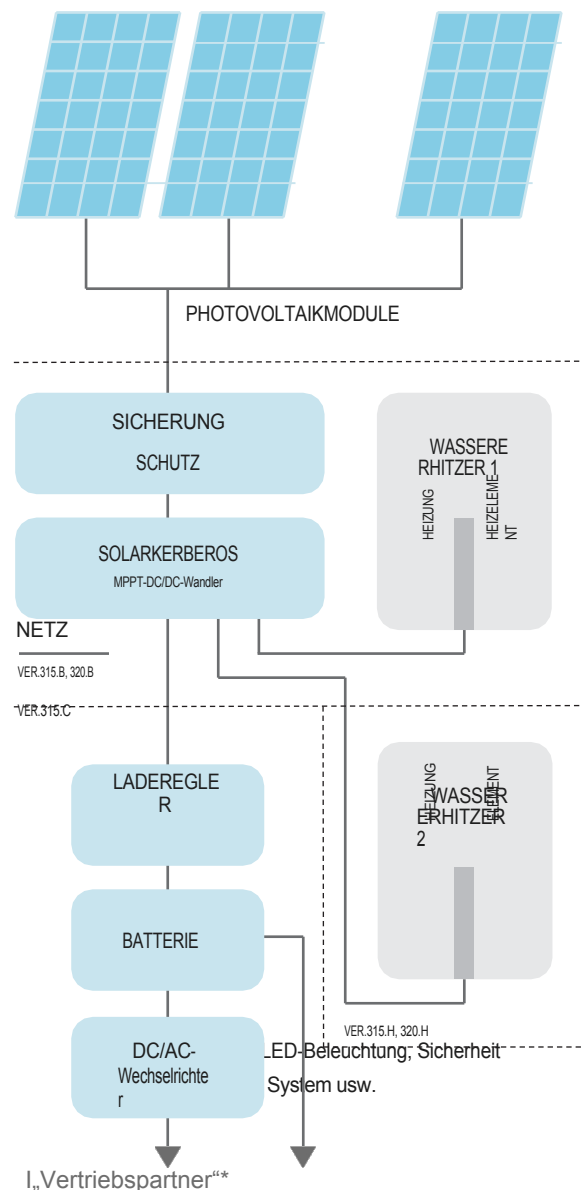 PHOTOVOLTAIKMODULE
SICHERUNG
SCHUTZ
WASSERE
RHITZER 1
HEIZUNG
HEIZELEME
NT
SOLARKERBEROS
MPPT-DC/DC-Wandler
NETZ
VER.315.B, 320.B
VER.315.C
LADEREGLE
R
HEIZUNG
ELEMENT
WASSER
ERHITZER
2
BATTERIE
VER.315.H, 320.H
DC/AC-
Wechselrichte
r
LED-Beleuchtung, Sicherheit
System usw.
I„Vertriebspartner“*